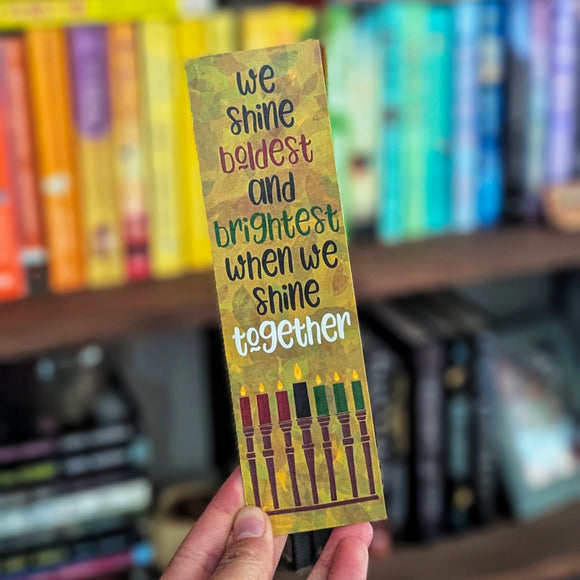 we
shine
boldest
and
brightest
when we
shine
together